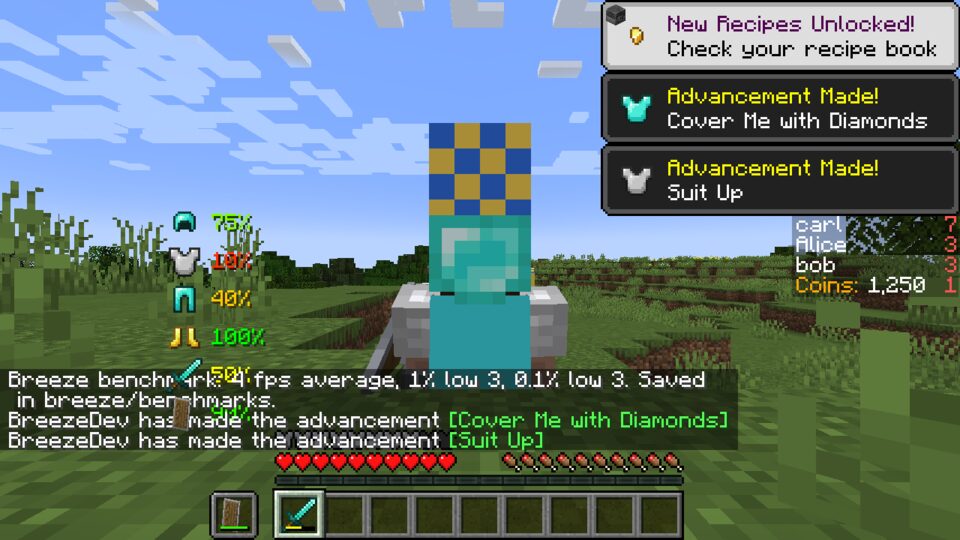 New Recipes Unlocked!
Check your recipe book
Advancement Made!
Cover Me with Diamonds
Advancement Made!
Suit Up
carl 7
Alice 3
bob 3
Coins: 1,250 1
75%
10%
40%
100%
50%
Breeze benchmark: 4 fps average, 1% low 3, 0.1% low 3. Saved
in breeze/benchmarks.
BreezeDev has made the advancement [Cover Me with Diamonds]
BreezeDev has made the advancement [Suit Up]